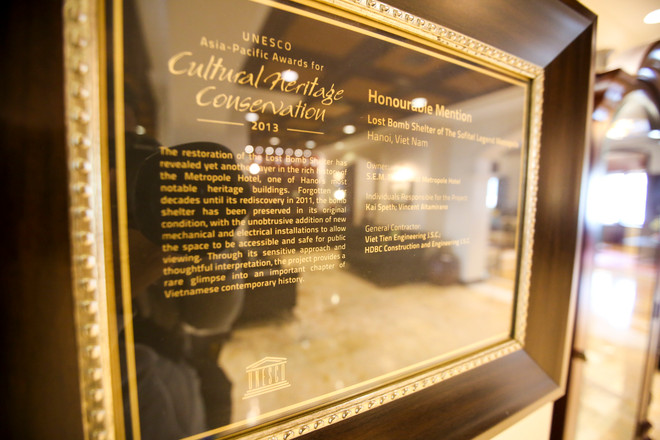 UNESCO
Asia-Pacific Awards for
Cultural Heritage
Conservation
2013
The restoration of the Lost Bomb Shelter has
revealed yet another layer in the rich history of
the Metropole Hotel, one of Hanoi's most
notable heritage buildings. Forgotten
decades until its rediscovery in 2011, the bomb
shelter has been preserved in its original
condition, with the unobtrusive addition of new
mechanical and electrical installations to allow
the space to be accessible and safe for public
viewing. Through its sensitive approach and
thoughtful interpretation, the project provides a
rare glimpse into an important chapter of
Vietnamese contemporary history.
Honourable Mention
Lost Bomb Shelter of The Sofitel Legend Metropole
Hanoi, Viet Nam
Owner
Metropole Hotel
Individuals Responsible for the Project
Kai Speth, Vincent Altamirano
General Contractor
Viet Tien Engineering J.S.C.,
HDBC Construction and Engineering